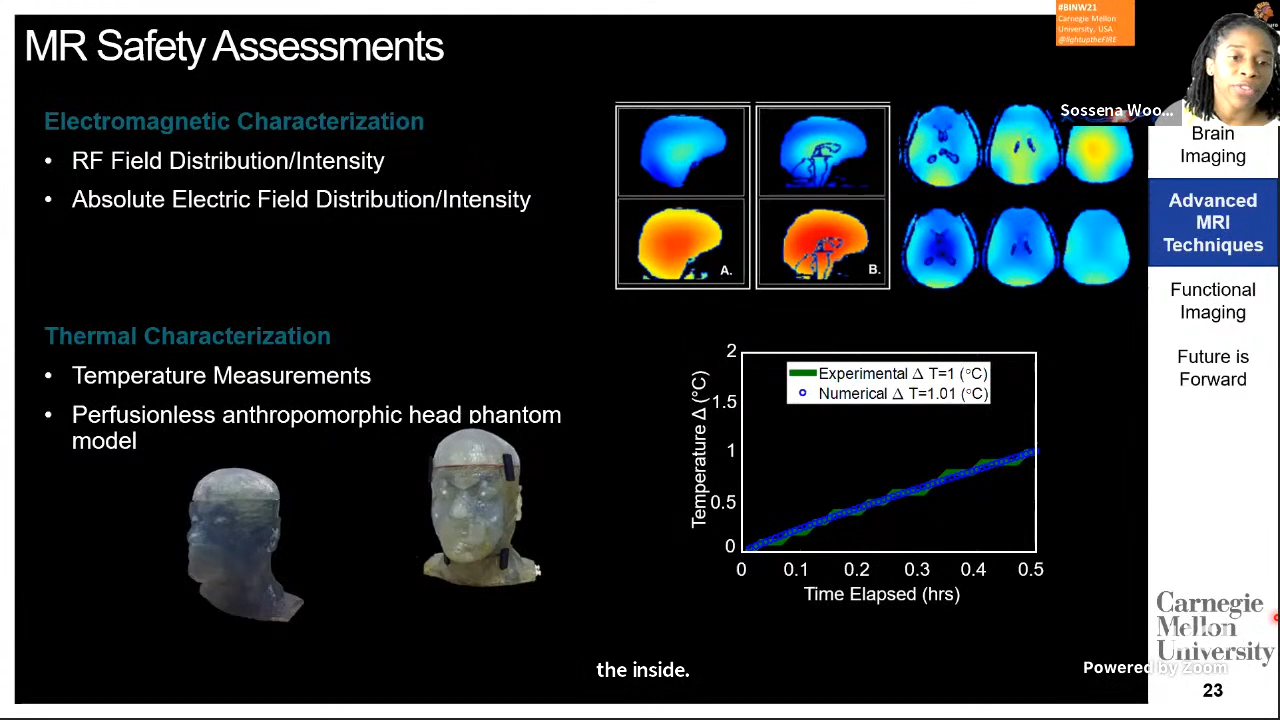 MR Safety Assessments
#BINW21
Carnegie Mellon
University, USA
@lightuptheFIRE
Sossena Woo...
Electromagnetic Characterization
• RF Field Distribution/Intensity
• Absolute Electric Field Distribution/Intensity
A.
B.
Thermal Characterization
• Temperature Measurements
• Perfusionless anthropomorphic head phantom
model
2
1.5
1
0.5
0
Temperature Δ (°C)
Experimental Δ T=1 (°C)
Numerical Δ T=1.01 (°C)
0 0.1 0.2 0.3 0.4 0.5
Time Elapsed (hrs)
Brain
Imaging
Advanced
MRI
Techniques
Functional
Imaging
Future is
Forward
Carnegie
Mellon
University
the inside.
Powered by Zoom
23